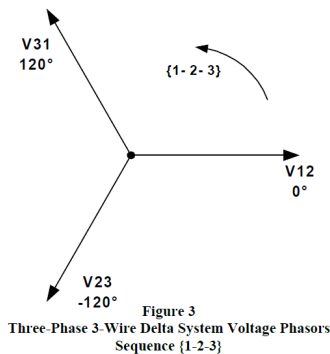 V31
120°
{1- 2- 3}
V12
0°
V23
-120°
Figure 3
Three-Phase 3-Wire Delta System Voltage Phasors
Sequence {1-2-3}